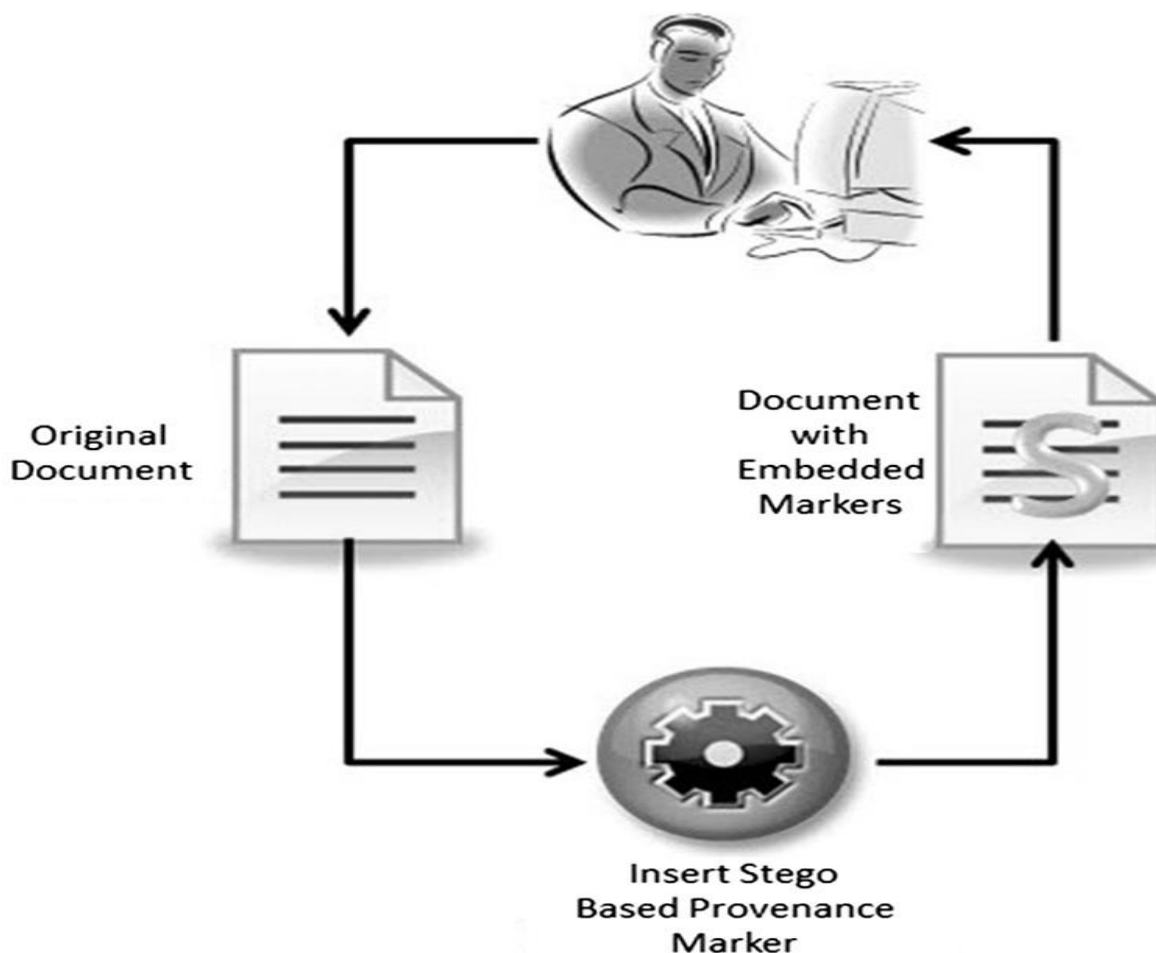 Original
Document
Document
with
Embedded
Markers
S
Insert Stego
Based Provenance
Marker